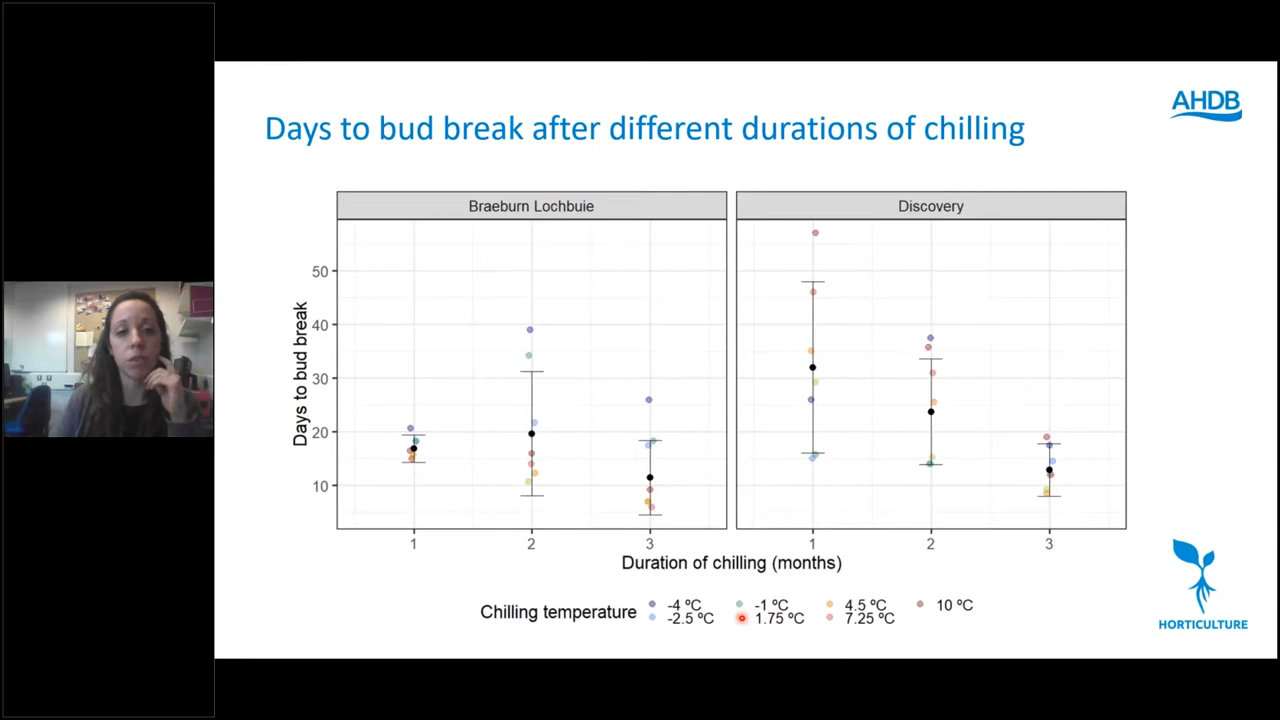 AHDB
Days to bud break after different durations of chilling
Braeburn Lochbuie
Discovery
Days to bud break
50
40
30
20
10
1 2 3
1 2 3
Duration of chilling (months)
Chilling temperature
-4 ºC -1 ºC 4.5 ºC 10 ºC
-2.5 ºC 1.75 ºC 7.25 ºC
HORTICULTURE